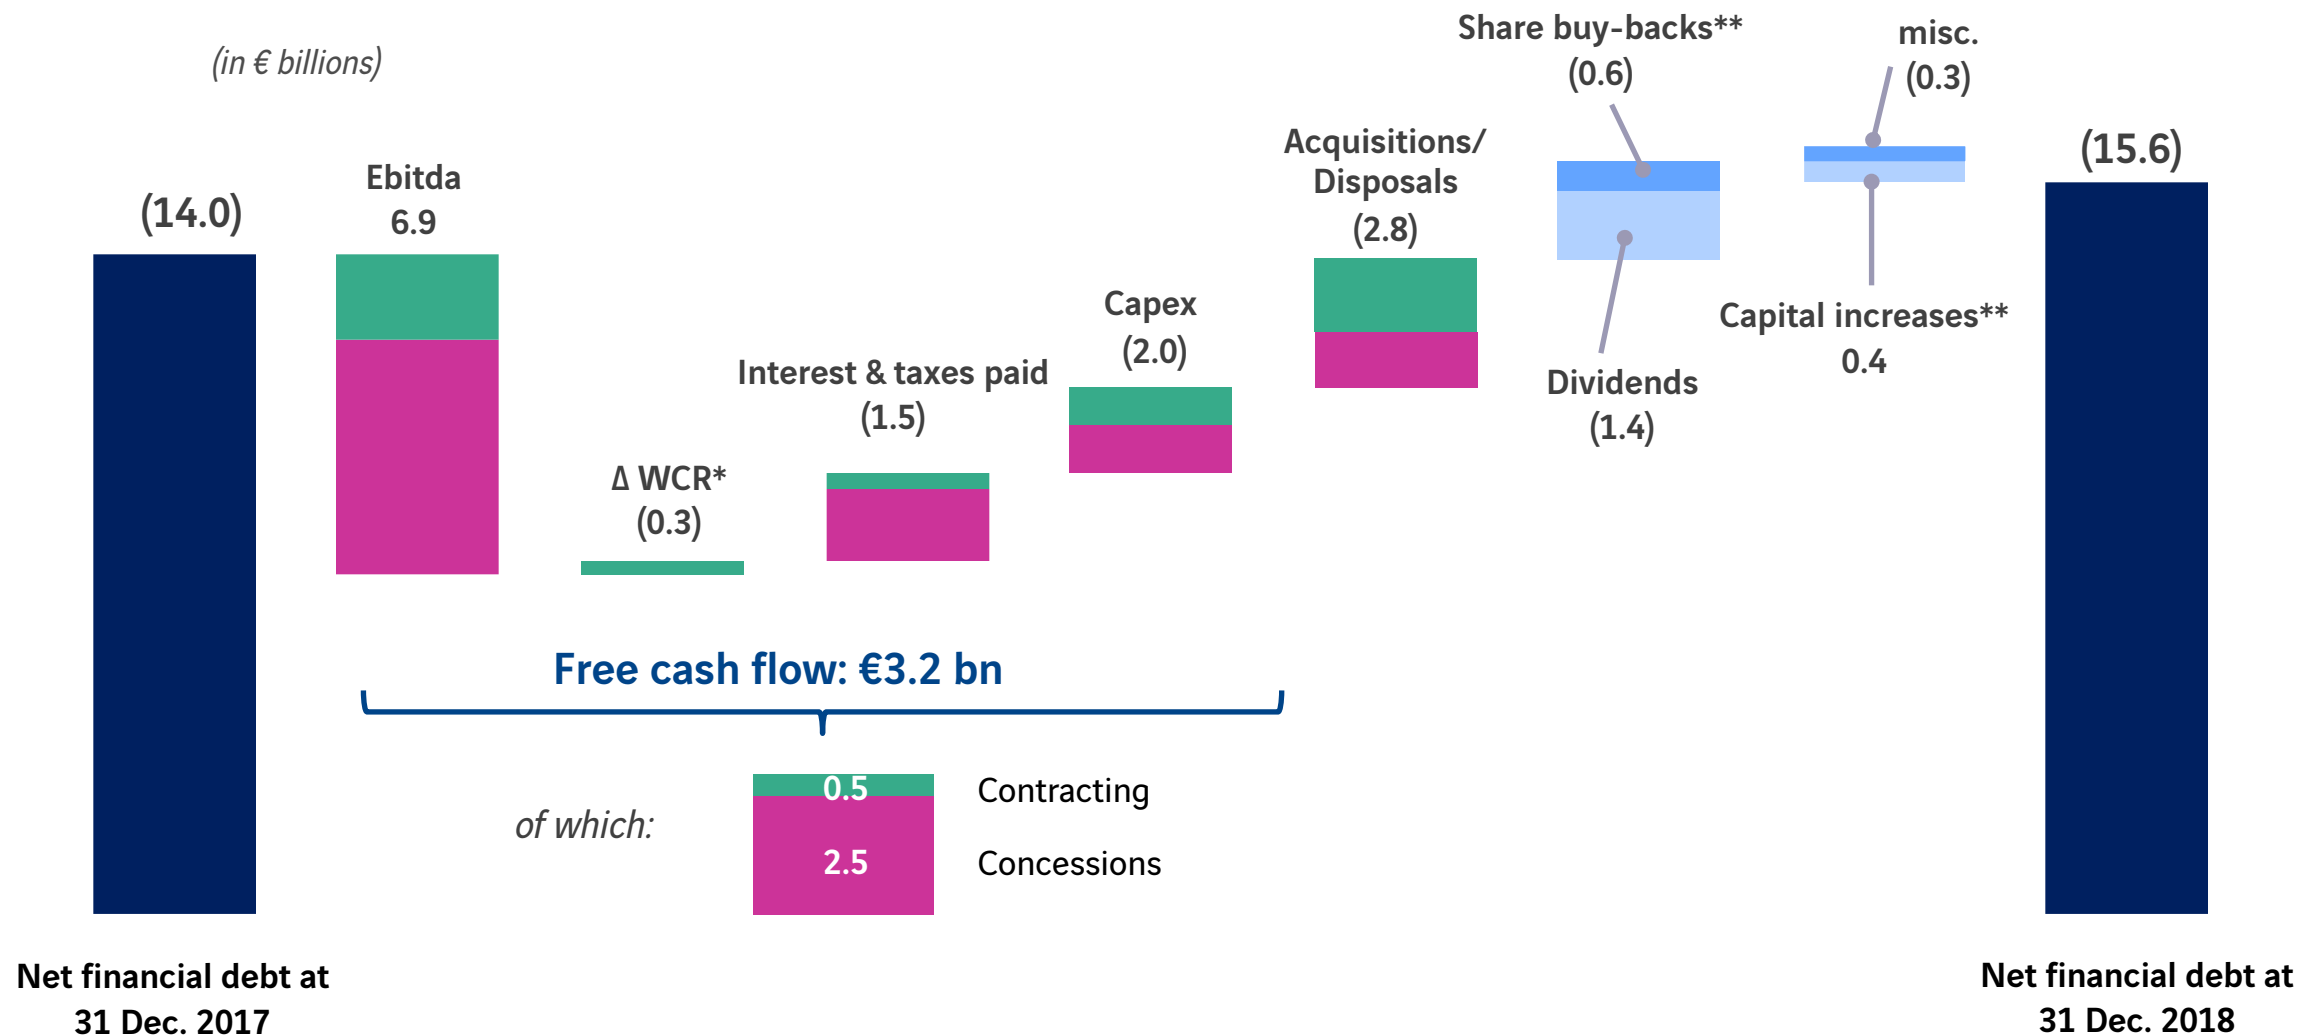 (in € billions)
(14.0)
Ebitda
6.9
Δ WCR*
(0.3)
Interest & taxes paid
(1.5)
Capex
(2.0)
Acquisitions/
Disposals
(2.8)
Share buy-backs**
(0.6)
Dividends
(1.4)
misc.
(0.3)
Capital increases**
0.4
(15.6)
Free cash flow: €3.2 bn
of which:
0.5
Contracting
2.5
Concessions
Net financial debt at
31 Dec. 2017
Net financial debt at
31 Dec. 2018